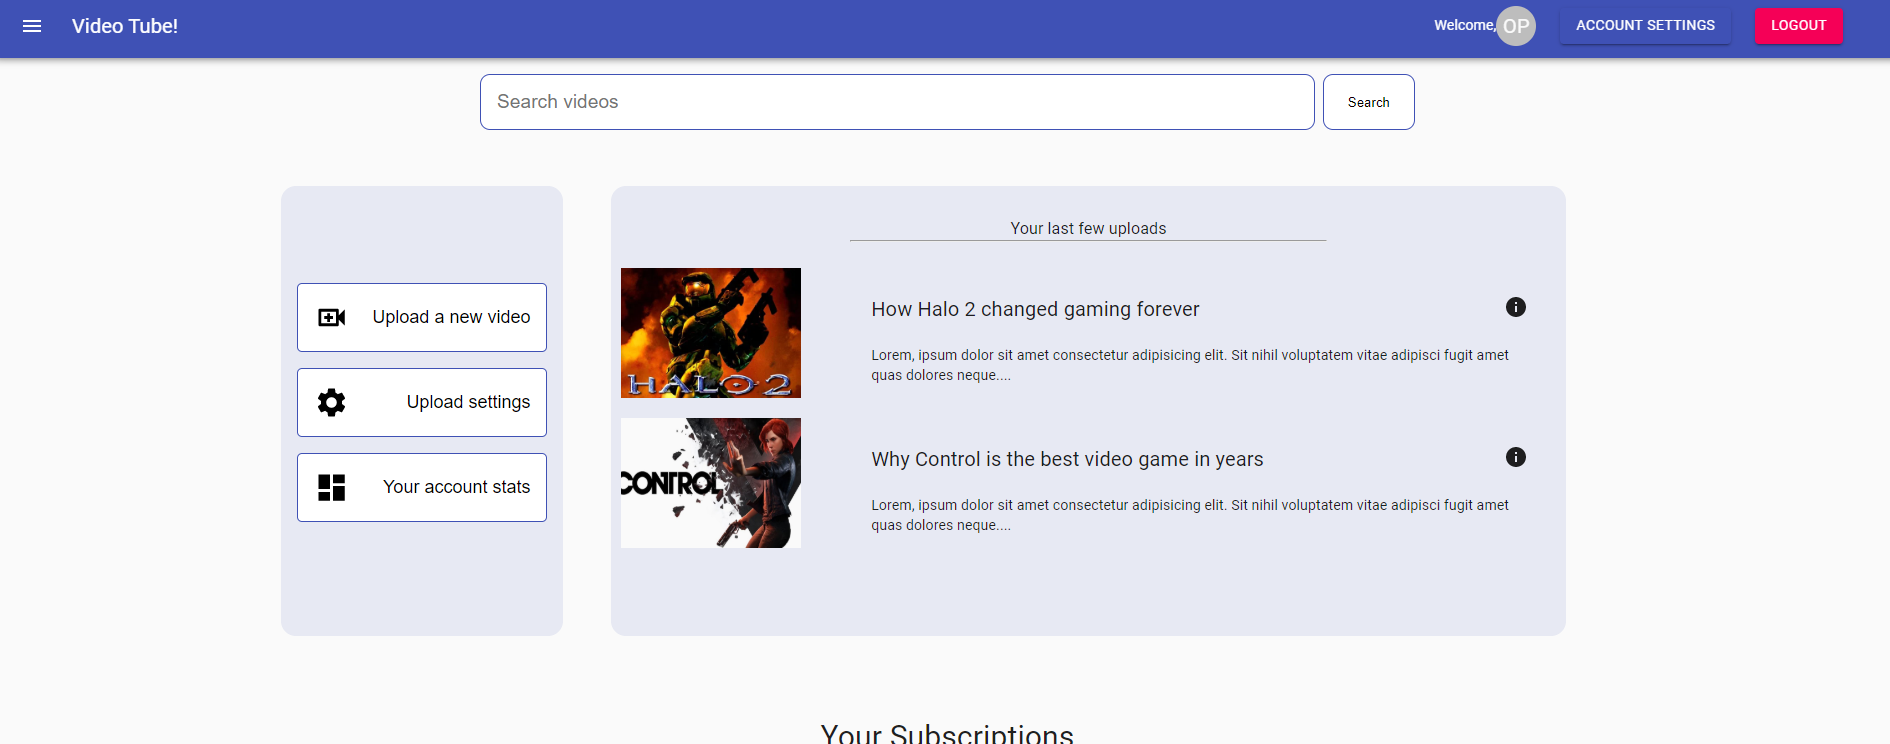 Video Tube!
Welcome, OP
ACCOUNT SETTINGS
LOGOUT
Search videos
Search
Upload a new video
Upload settings
Your account stats
Your last few uploads
HALO 2
How Halo 2 changed gaming forever
Lorem, ipsum dolor sit amet consectetur adipisicing elit. Sit nihil voluptatem vitae adipisci fugit amet
quas dolores neque....
CONTROL
Why Control is the best video game in years
Lorem, ipsum dolor sit amet consectetur adipisicing elit. Sit nihil voluptatem vitae adipisci fugit amet
quas dolores neque....
Your Subscriptions